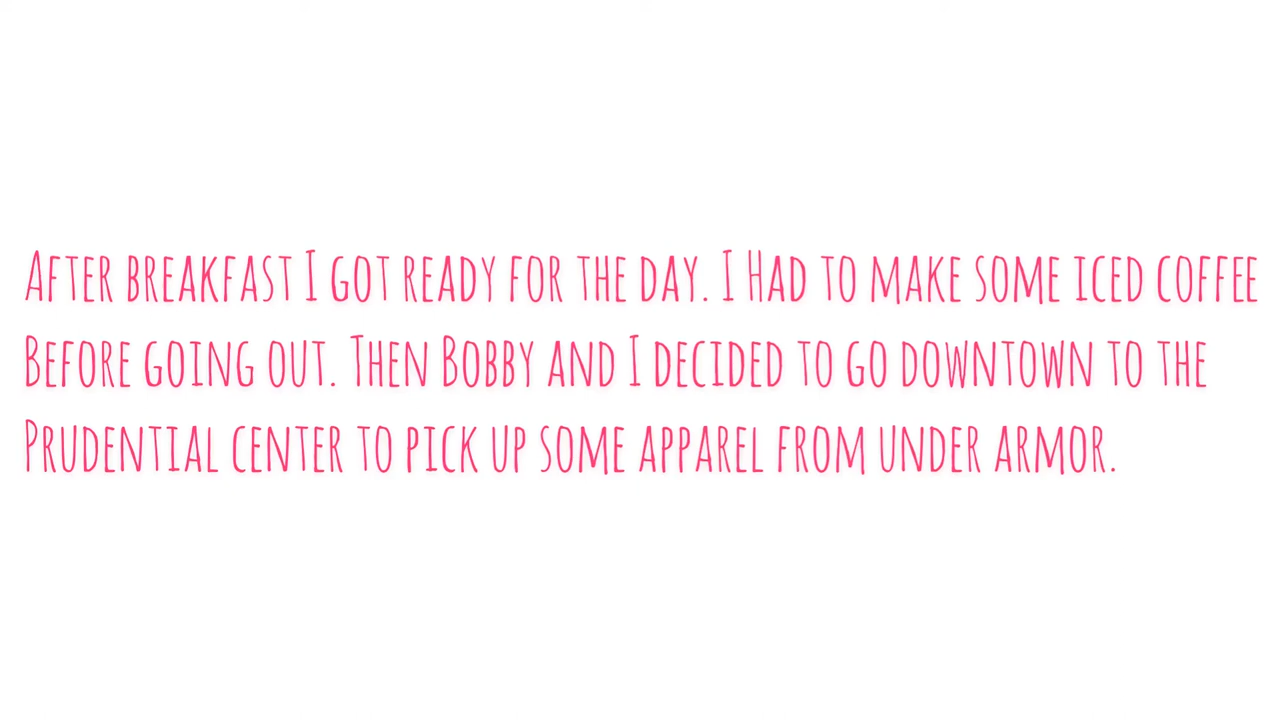 After breakfast I got ready for the day. I Had to make some iced coffee
Before going out. Then Bobby and I decided to go downtown to the
Prudential center to pick up some apparel from under armor.